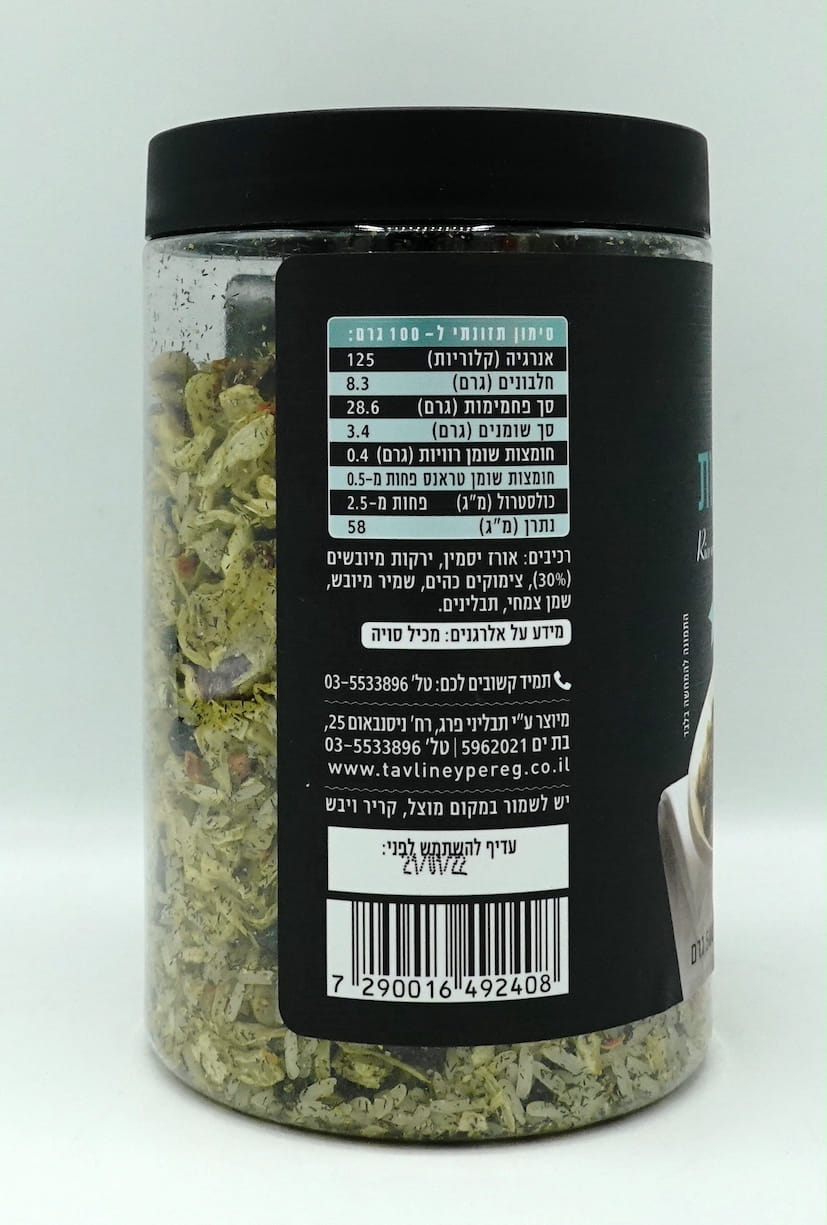 סימון תזונתי ל- 100 גרם:
אנרגיה (קלוריות) 125
חלבונים (גרם) 8.3
סך פחמימות (גרם) 28.6
סך שומנים (גרם) 3.4
חומצות שומן רוויות (גרם) 0.4
חומצות שומן טראנס פחות מ-0.5
כולסטרול (מ"ג) פחות מ-2.5
נתרן (מ"ג) 58
רכיבים: אורז יסמין, ירקות מיובשים
(30%), צימוקים כהים, שמיר מיובש,
שמן צמחי, תבלינים.
מידע על אלרגנים: מכיל סויה
תמיד קשובים לכם: טל' 03-5533896
מיוצר ע"י תבליני פרג, רח' ניסנבאום 25,
בת ים 5962021 | טל' 03-5533896
www.tavlineypereg.co.il
יש לשמור במקום מוצל, קריר ויבש
עדיף להשתמש לפני:
7 290016 492408
התמונה להמחשה בלבד
גרם